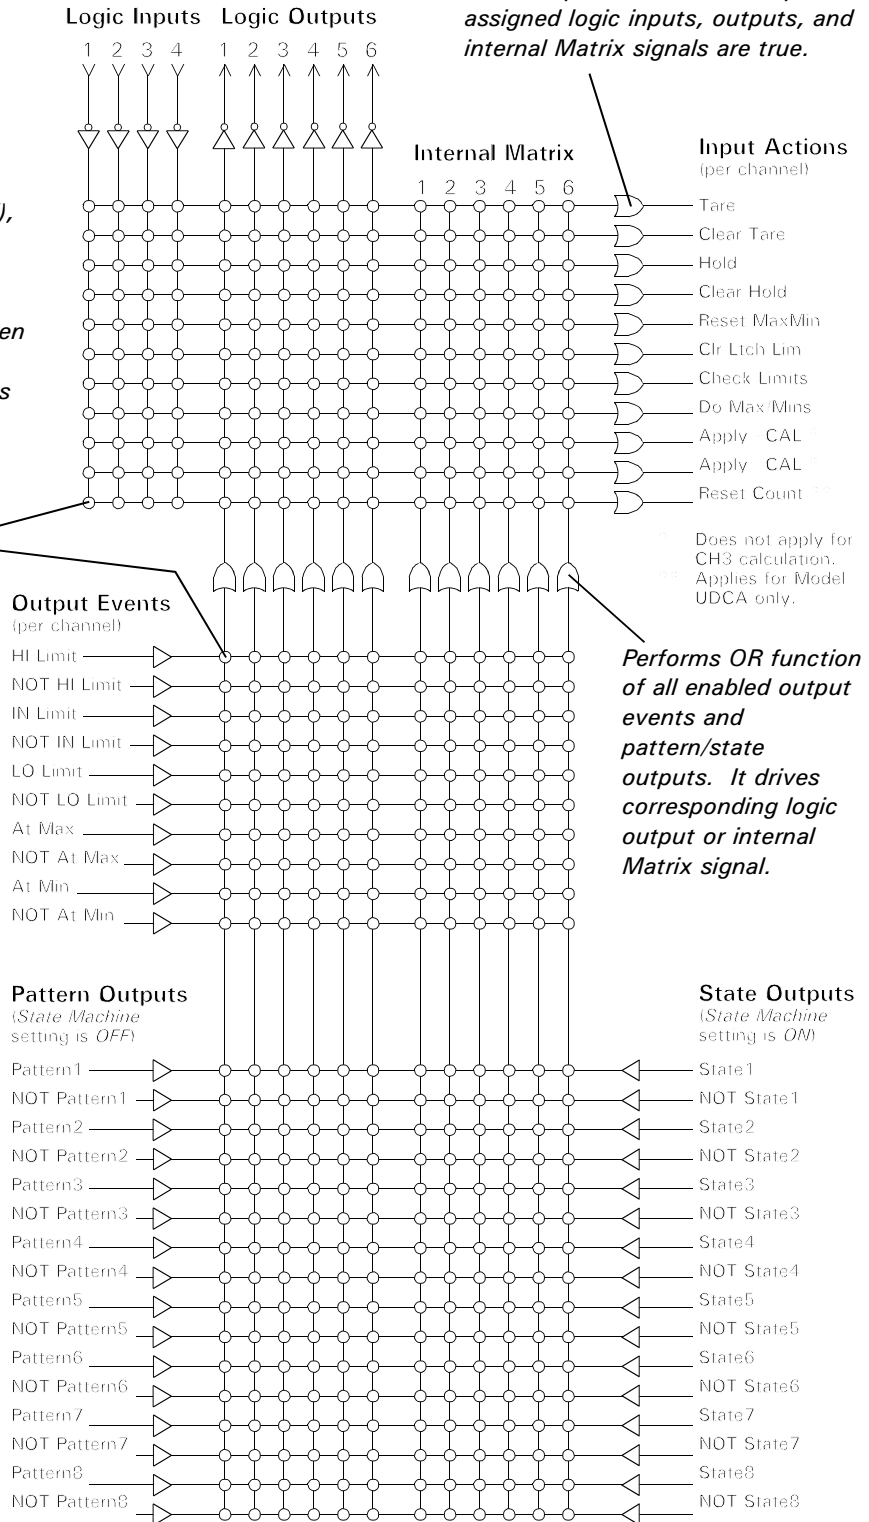 assigned logic inputs, outputs, and
internal Matrix signals are true.
Logic Inputs Logic Outputs
1 2 3 4 1 2 3 4 5 6
Internal Matrix
1 2 3 4 5 6
Input Actions
(per channel)
Tare
Clear Tare
Hold
Clear Hold
Reset MaxMin
Clr Ltch Lim
Check Limits
Do Max/Mins
Apply CAL
Apply CAL
Reset Count
),
en
s
Does not apply for
CH3 calculation.
Applies for Model
UDCA only.
Output Events
(per channel)
HI Limit
NOT HI Limit
IN Limit
NOT IN Limit
LO Limit
NOT LO Limit
At Max
NOT At Max
At Min
NOT At Min
Performs OR function
of all enabled output
events and
pattern/state
outputs. It drives
corresponding logic
output or internal
Matrix signal.
Pattern Outputs
(State Machine
setting is OFF)
Pattern1
NOT Pattern1
Pattern2
NOT Pattern2
Pattern3
NOT Pattern3
Pattern4
NOT Pattern4
Pattern5
NOT Pattern5
Pattern6
NOT Pattern6
Pattern7
NOT Pattern7
Pattern8
NOT Pattern8
State Outputs
(State Machine
setting is ON)
State1
NOT State1
State2
NOT State2
State3
NOT State3
State4
NOT State4
State5
NOT State5
State6
NOT State6
State7
NOT State7
State8
NOT State8